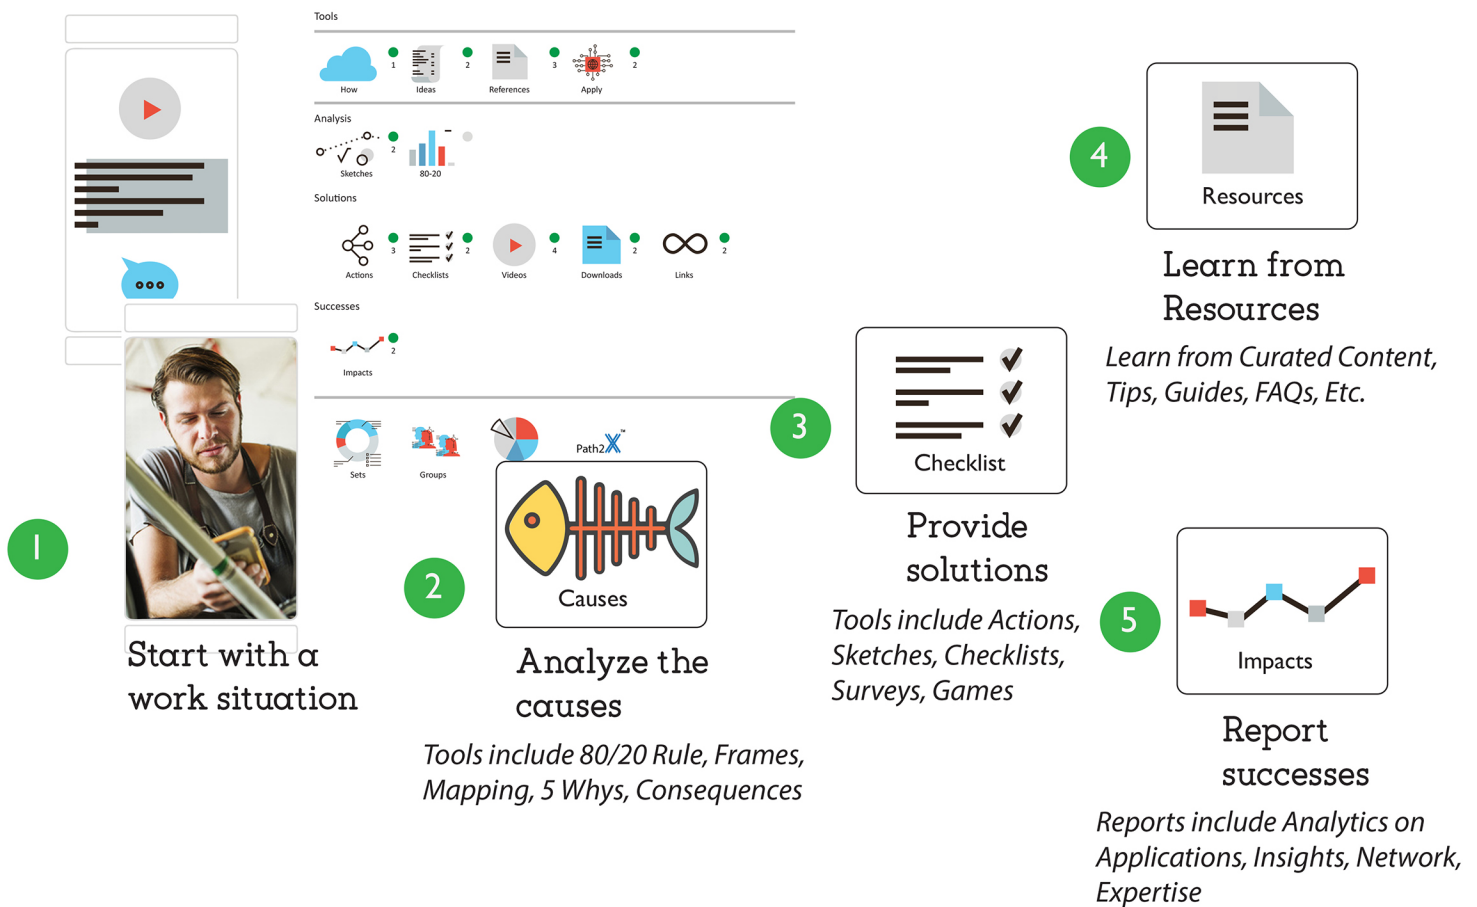 Tools
1
2
3
2
How
Ideas
References
Apply
Analysis
2
Sketches
80-20
Solutions
3
2
4
2
2
Actions
Checklists
Videos
Downloads
Links
Successes
2
Impacts
Sets
Groups
Path2X™
1
Start with a
work situation
2
Causes
Analyze the
causes
Tools include 80/20 Rule, Frames,
Mapping, 5 Whys, Consequences
3
Checklist
Provide
solutions
Tools include Actions,
Sketches, Checklists,
Surveys, Games
4
Resources
Learn from
Resources
Learn from Curated Content,
Tips, Guides, FAQs, Etc.
5
Impacts
Report
successes
Reports include Analytics on
Applications, Insights, Network,
Expertise